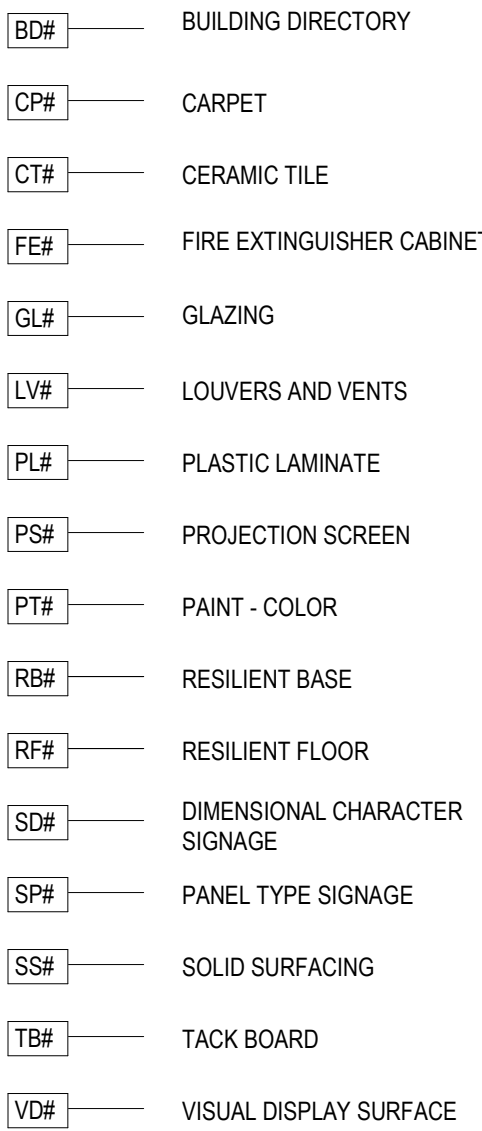 BD# BUILDING DIRECTORY
CP# CARPET
CT# CERAMIC TILE
FE# FIRE EXTINGUISHER CABINET
GL# GLAZING
LV# LOUVERS AND VENTS
PL# PLASTIC LAMINATE
PS# PROJECTION SCREEN
PT# PAINT - COLOR
RB# RESILIENT BASE
RF# RESILIENT FLOOR
SD# DIMENSIONAL CHARACTER
SIGNAGE
SP# PANEL TYPE SIGNAGE
SS# SOLID SURFACING
TB# TACK BOARD
VD# VISUAL DISPLAY SURFACE